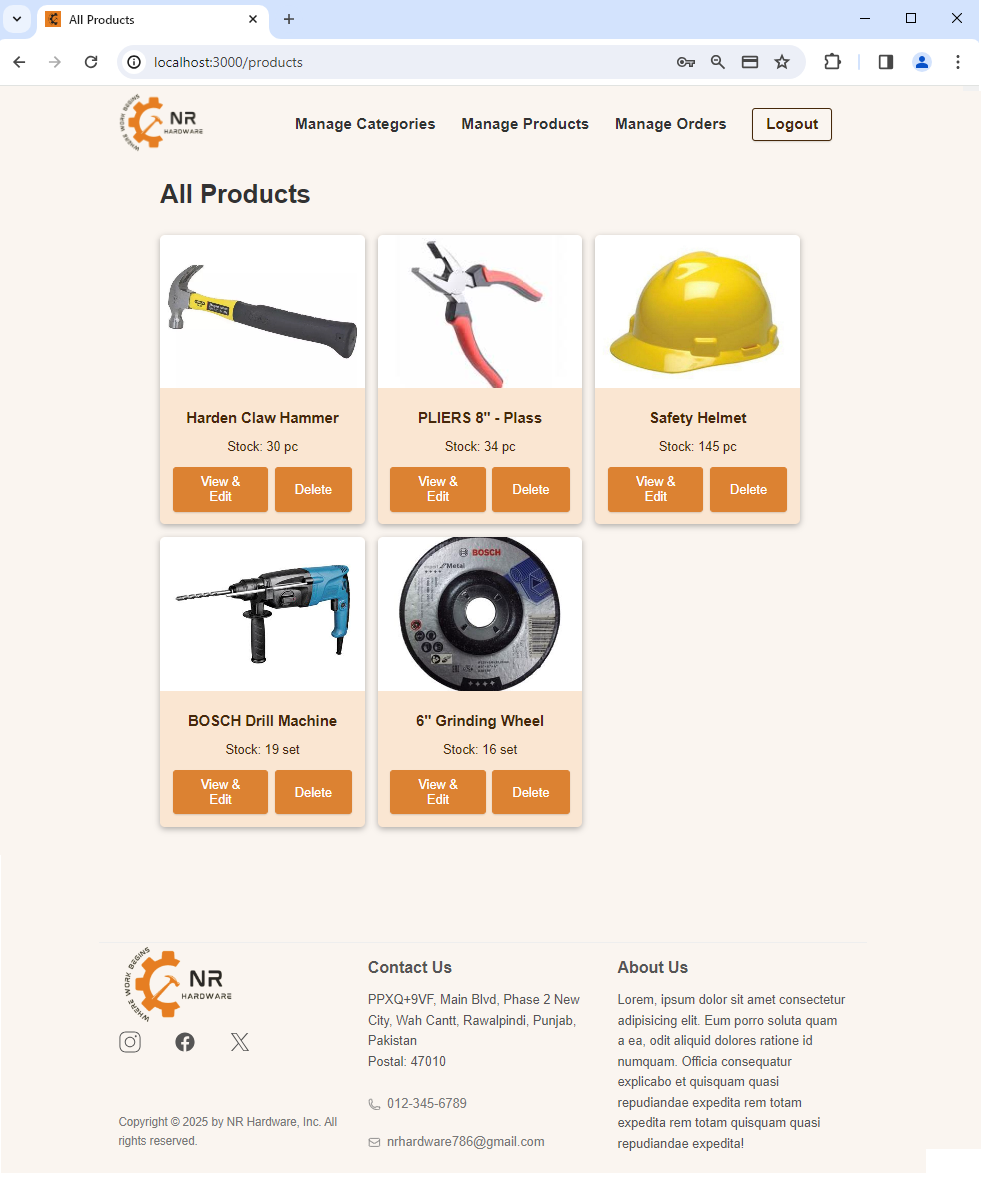 All Products
localhost:3000/products
WHERE WORK BEGINS
NR
HARDWARE
Manage Categories
Manage Products
Manage Orders
Logout
All Products
Harden Claw Hammer
Stock: 30 pc
View &
Edit
Delete
PLIERS 8" - Plass
Stock: 34 pc
View &
Edit
Delete
Safety Helmet
Stock: 145 pc
View &
Edit
Delete
BOSCH
Metal
BOSCH Drill Machine
Stock: 19 set
View &
Edit
Delete
6" Grinding Wheel
Stock: 16 set
View &
Edit
Delete
WHERE WORK BEGINS
NR
HARDWARE
Copyright © 2025 by NR Hardware, Inc. All
rights reserved.
Contact Us
PPXQ+9VF, Main Blvd, Phase 2 New
City, Wah Cantt, Rawalpindi, Punjab,
Pakistan
Postal: 47010
012-345-6789
nrhardware786@gmail.com
About Us
Lorem, ipsum dolor sit amet consectetur
adipisicing elit. Eum porro soluta quam
a ea, odit aliquid dolores ratione id
numquam. Officia consequatur
explicabo et quisquam quasi
repudiandae expedita rem totam
expedita rem totam quisquam quasi
repudiandae expedita!